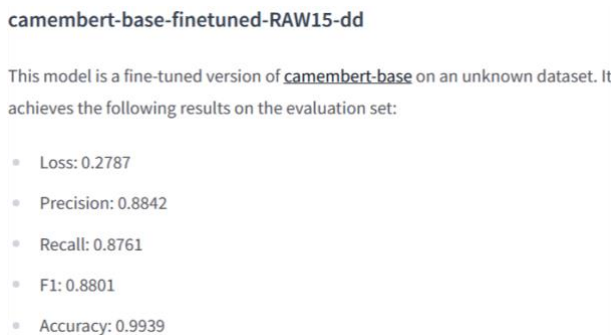 camembert-base-finetuned-RAW15-dd
This model is a fine-tuned version of camembert-base on an unknown dataset. It
achieves the following results on the evaluation set:
Loss: 0.2787
Precision: 0.8842
Recall: 0.8761
F1: 0.8801
Accuracy: 0.9939